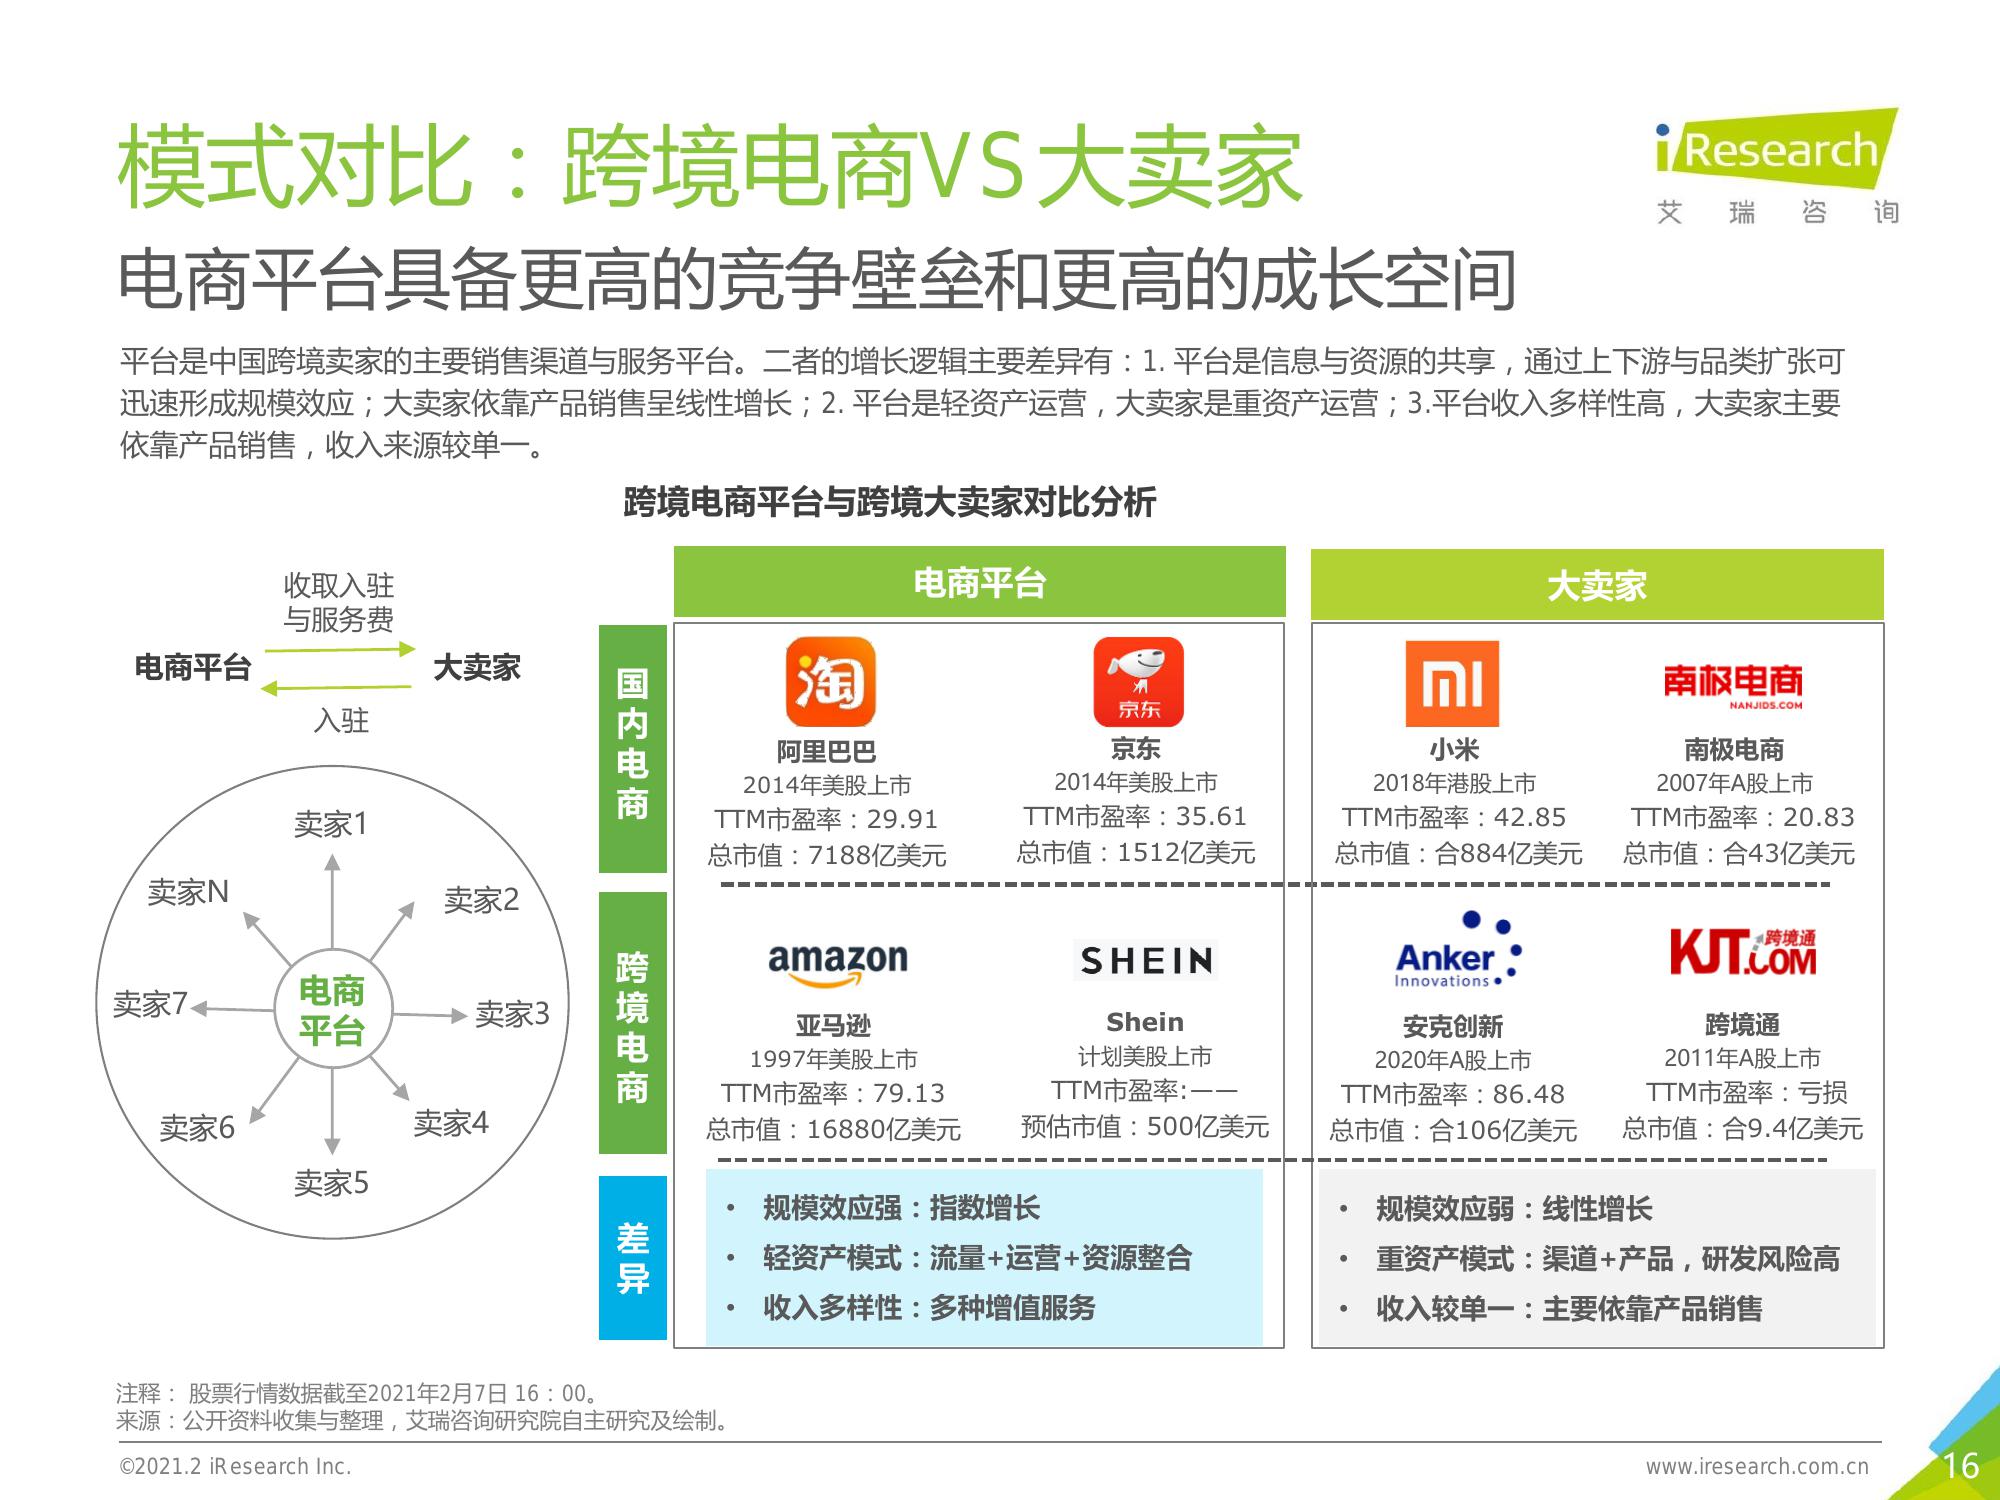 模式对比：跨境电商VS大卖家
iResearch
艾瑞咨询
电商平台具备更高的竞争壁垒和更高的成长空间
平台是中国跨境卖家的主要销售渠道与服务平台。二者的增长逻辑主要差异有：1. 平台是信息与资源的共享，通过上下游与品类扩张可
迅速形成规模效应；大卖家依靠产品销售呈线性增长；2. 平台是轻资产运营，大卖家是重资产运营；3.平台收入多样性高，大卖家主要
依靠产品销售，收入来源较单一。
跨境电商平台与跨境大卖家对比分析
收取入驻
与服务费
电商平台
大卖家
入驻
卖家1
卖家2
卖家3
卖家4
卖家5
卖家6
卖家7
卖家N
电商
平台
电商平台
大卖家
国内电商
淘
阿里巴巴
2014年美股上市
TTM市盈率：29.91
总市值：7188亿美元
京东
京东
2014年美股上市
TTM市盈率：35.61
总市值：1512亿美元
mi
小米
2018年港股上市
TTM市盈率：42.85
总市值：合884亿美元
南极电商
NANJIDS.COM
南极电商
2007年A股上市
TTM市盈率：20.83
总市值：合43亿美元
跨境电商
amazon
亚马逊
1997年美股上市
TTM市盈率：79.13
总市值：16880亿美元
SHEIN
Shein
计划美股上市
TTM市盈率:——
预估市值：500亿美元
Anker
Innovations
安克创新
2020年A股上市
TTM市盈率：86.48
总市值：合106亿美元
KJT.COM跨境通
跨境通
2011年A股上市
TTM市盈率：亏损
总市值：合9.4亿美元
差异
• 规模效应强：指数增长
• 轻资产模式：流量+运营+资源整合
• 收入多样性：多种增值服务
• 规模效应弱：线性增长
• 重资产模式：渠道+产品，研发风险高
• 收入较单一：主要依靠产品销售
注释： 股票行情数据截至2021年2月7日 16：00。
来源：公开资料收集与整理，艾瑞咨询研究院自主研究及绘制。
©2021.2 iResearch Inc.
www.iresearch.com.cn
16